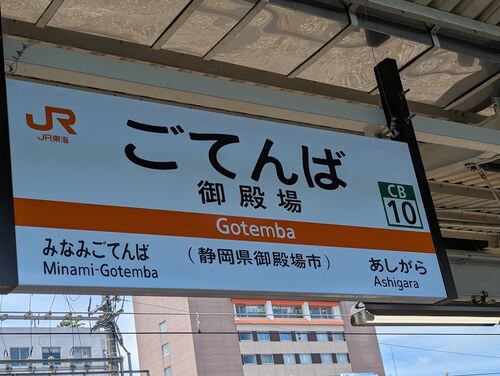 JR
JR東海
ごてんば
御殿場
CB
10
Gotemba
みなみごてんば
Minami-Gotemba
(静岡県御殿場市)
あしがら
Ashigara